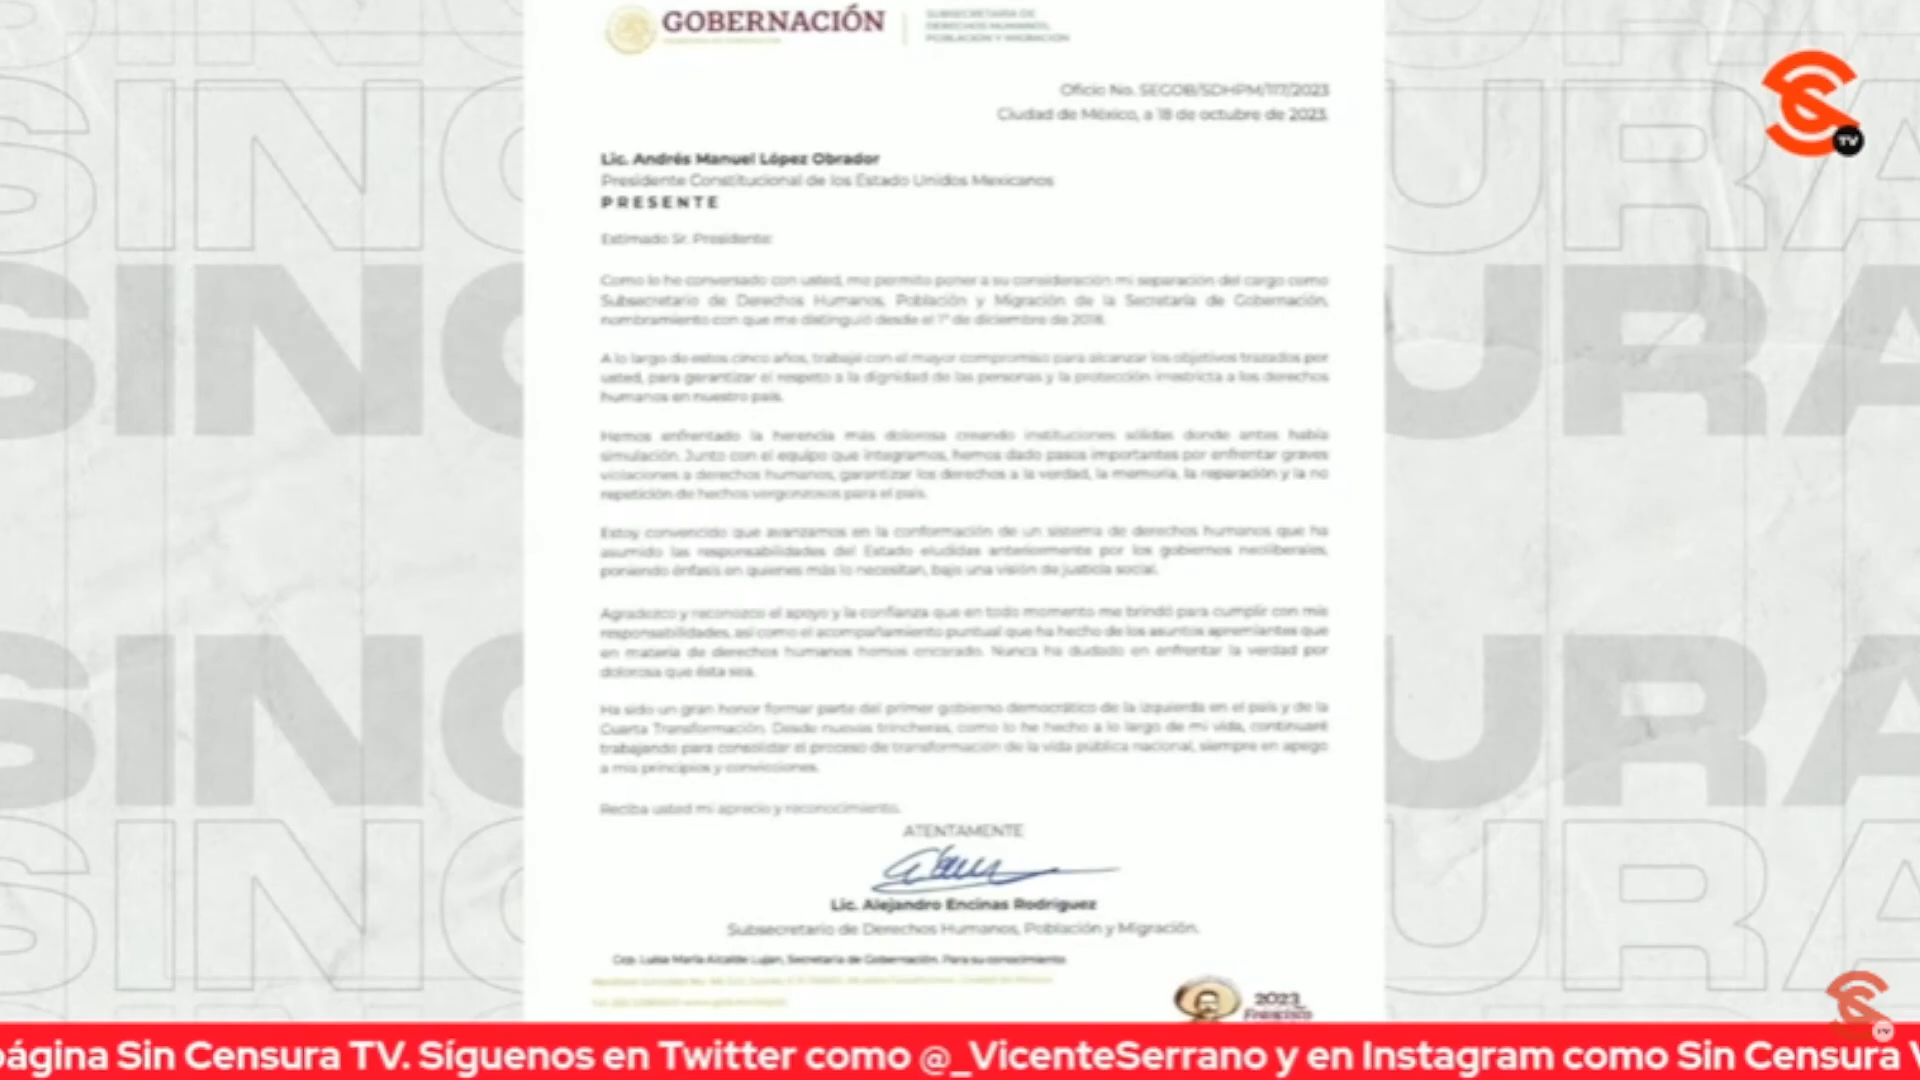 GOBERNACIÓN
SUBSECRETARÍA DE
DERECHOS HUMANOS,
POBLACIÓN Y MIGRACIÓN
Oficio No. SEGOB/SDHPM/117/2023
Ciudad de México, a 18 de octubre de 2023.
TV
Lic. Andrés Manuel López Obrador
Presidente Constitucional de los Estado Unidos Mexicanos
PRESENTE
Estimado Sr. Presidente:
Como lo he conversado con usted, me permito poner a su consideración mi separación del cargo como
Subsecretario de Derechos Humanos, Población y Migración de la Secretaría de Gobernación,
nombramiento con que me distinguió desde el 1° de diciembre de 2018.
A lo largo de estos cinco años, trabajé con el mayor compromiso para alcanzar los objetivos trazados por
usted, para garantizar el respeto a la dignidad de las personas y la protección irrestricta a los derechos
humanos en nuestro país.
Hemos enfrentado la herencia más dolorosa creando instituciones sólidas donde antes había
simulación. Junto con el equipo que integramos, hemos dado pasos importantes por enfrentar graves
violaciones a derechos humanos, garantizar los derechos a la verdad, la memoria, la reparación y la no
repetición de hechos vergonzosos para el país.
Estoy convencido que avanzamos en la conformación de un sistema de derechos humanos que ha
asumido las responsabilidades del Estado eludidas anteriormente por los gobiernos neoliberales,
poniendo énfasis en quienes más lo necesitan, bajo una visión de justicia social.
Agradezco y reconozco el apoyo y la confianza que en todo momento me brindó para cumplir con mis
responsabilidades, así como el acompañamiento puntual que ha hecho de los asuntos apremiantes que
en materia de derechos humanos hemos encarado. Nunca ha dudado en enfrentar la verdad por
dolorosa que ésta sea.
Ha sido un gran honor formar parte del primer gobierno democrático de la izquierda en el país y de la
Cuarta Transformación. Desde nuevas trincheras, como lo he hecho a lo largo de mi vida, continuaré
trabajando para consolidar el proceso de transformación de la vida pública nacional, siempre en apego
a mis principios y convicciones.
Reciba usted mi aprecio y reconocimiento.
ATENTAMENTE
Lic. Alejandro Encinas Rodríguez
Subsecretario de Derechos Humanos, Población y Migración.
Ccp. Luisa María Alcalde Luján, Secretaria de Gobernación. Para su conocimiento
2023
Francisco
SINC
URA
SINC
URA
SINC
URA
SINC
URA
TV
página Sin Censura TV. Síguenos en Twitter como @_VicenteSerrano y en Instagram como Sin Censura V